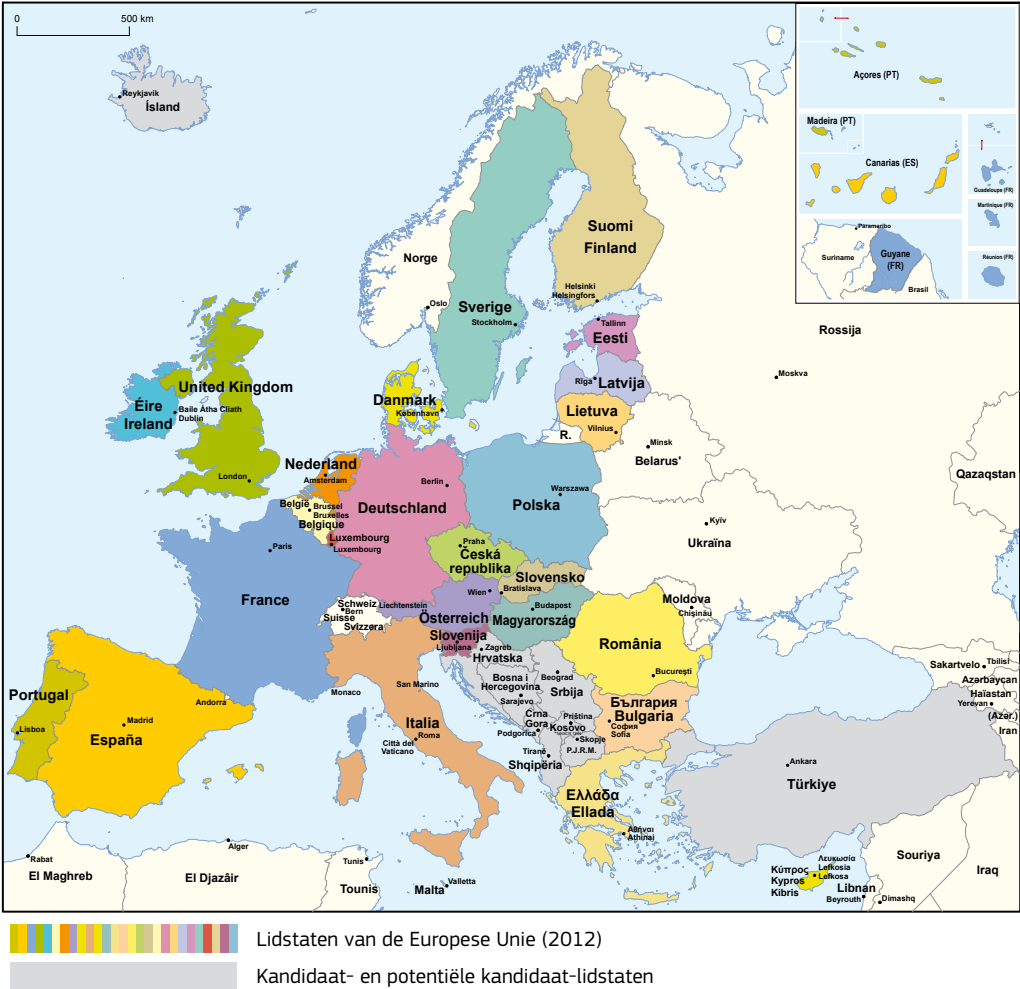 0 500 km
Reykjavík
Ísland
Açores (PT)
Madeira (PT)
Canarias (ES)
Guadeloupe (FR)
Martinique (FR)
Paramaribo
Suriname
Guyane
(FR)
Brasil
Réunion (FR)
Norge
Oslo
Sverige
Stockholm
Suomi
Finland
Helsinki
Helsingfors
Tallinn
Eesti
Rossija
Moskva
Rīga
Latvija
Lietuva
Vilnius
R.
Minsk
Belarus'
Qazaqstan
United Kingdom
London
Éire
Ireland
Baile Átha Cliath
Dublin
Danmark
København
Nederland
Amsterdam
België
Brussel
Bruxelles
Belgique
Luxembourg
Luxembourg
Deutschland
Berlin
Polska
Warszawa
Kyïv
Ukraïna
Praha
Česká
republika
Slovensko
Bratislava
Wien
Österreich
Liechtenstein
Schweiz
Bern
Suisse
Svizzera
Paris
France
Budapest
Magyarország
Moldova
Chişinău
România
Bucureşti
Slovenija
Ljubljana
Zagreb
Hrvatska
Bosna i
Hercegovina
Sarajevo
Beograd
Srbija
Crna
Gora
Podgorica
Priština
Kosovo
Skopje
P.J.R.M.
Tiranë
Shqipëria
България
Bulgaria
София
Sofia
Monaco
San Marino
Italia
Roma
Città del
Vaticano
Portugal
Lisboa
Madrid
España
Andorra
Ελλάδα
Ellada
Αθήναι
Athinai
Ankara
Türkiye
Sakartvelo
Tbilisi
Azərbaycan
Haïastan
Yerevan
(Azər.)
Iran
Κύπρος
Kypros
Kibris
Λευκωσία
Lefkosia
Lefkosa
Libnan
Beyrouth
Dimashq
Souriya
Iraq
Rabat
El Maghreb
Alger
El Djazâir
Tunis
Tounis
Malta
Valletta
Lidstaten van de Europese Unie (2012)
Kandidaat- en potentiële kandidaat-lidstaten